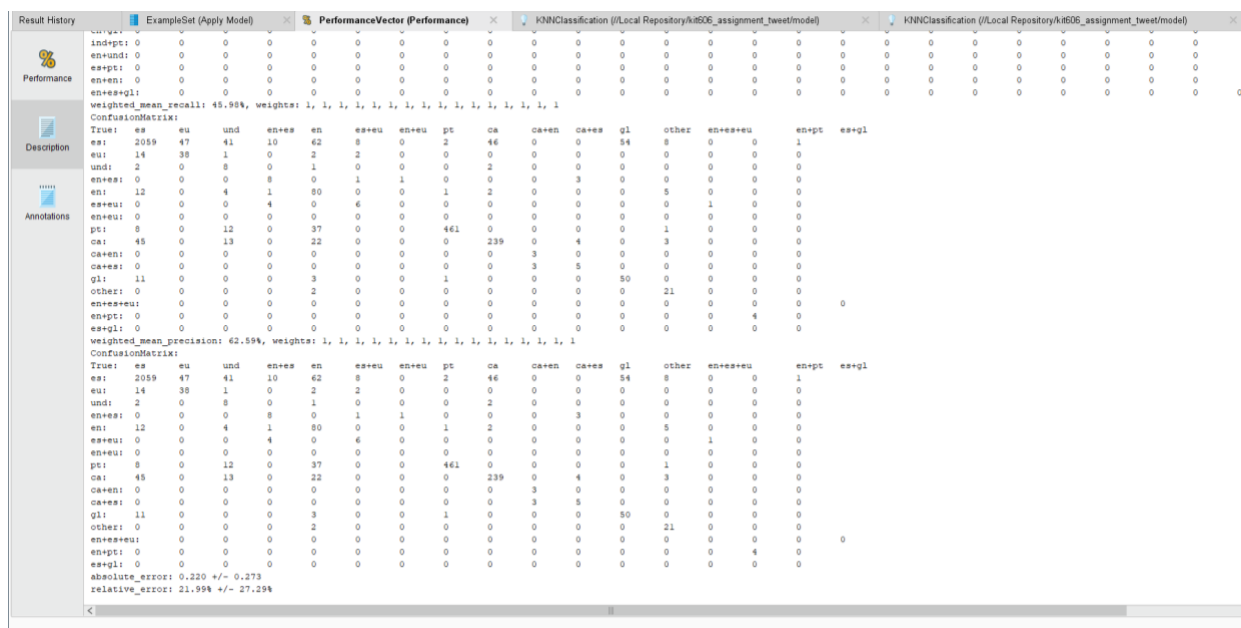 Result History ExampleSet (Apply Model) PerformanceVector (Performance) KNNClassification (//Local Repository/kit606_assignment_tweet/model) KNNClassification (//Local Repository/kit606_assignment_tweet/model)
Performance
Description
Annotations
ind+pt: 0 0 0 0 0 0 0 0 0 0 0 0 0 0 0 0 0 0 0 0 0 0 0 0 0
en+und: 0 0 0 0 0 0 0 0 0 0 0 0 0 0 0 0 0 0 0 0 0 0 0 0 0
es+pt: 0 0 0 0 0 0 0 0 0 0 0 0 0 0 0 0 0 0 0 0 0 0 0 0 0
en+en: 0 0 0 0 0 0 0 0 0 0 0 0 0 0 0 0 0 0 0 0 0 0 0 0 0
en+es+gl: 0 0 0 0 0 0 0 0 0 0 0 0 0 0 0 0 0 0 0 0 0 0 0 0 0
weighted_mean_recall: 45.98%, weights: 1, 1, 1, 1, 1, 1, 1, 1, 1, 1, 1, 1, 1, 1, 1, 1
ConfusionMatrix:
True: es eu und en+es en es+eu en+eu pt ca ca+en ca+es gl other en+es+eu en+pt es+gl
es: 2059 47 41 10 62 8 0 2 46 0 0 54 8 0 0 1
eu: 14 38 1 0 2 2 0 0 0 0 0 0 0 0 0 0
und: 2 0 8 0 1 0 0 0 2 0 0 0 0 0 0 0
en+es: 0 0 0 8 0 1 1 0 0 0 3 0 0 0 0 0
en: 12 0 4 1 80 0 0 1 2 0 0 0 5 0 0 0
es+eu: 0 0 0 4 0 6 0 0 0 0 0 0 0 1 0 0
en+eu: 0 0 0 0 0 0 0 0 0 0 0 0 0 0 0 0
pt: 8 0 12 0 37 0 0 461 0 0 0 0 1 0 0 0
ca: 45 0 13 0 22 0 0 0 239 0 4 0 3 0 0 0
ca+en: 0 0 0 0 0 0 0 0 0 3 0 0 0 0 0 0
ca+es: 0 0 0 0 0 0 0 0 0 3 5 0 0 0 0 0
gl: 11 0 0 0 3 0 0 1 0 0 0 50 0 0 0 0
other: 0 0 0 0 2 0 0 0 0 0 0 0 21 0 0 0
en+es+eu: 0 0 0 0 0 0 0 0 0 0 0 0 0 0 0 0
en+pt: 0 0 0 0 0 0 0 0 0 0 0 0 0 0 4 0
es+gl: 0 0 0 0 0 0 0 0 0 0 0 0 0 0 0 0
weighted_mean_precision: 62.59%, weights: 1, 1, 1, 1, 1, 1, 1, 1, 1, 1, 1, 1, 1, 1, 1, 1
ConfusionMatrix:
True: es eu und en+es en es+eu en+eu pt ca ca+en ca+es gl other en+es+eu en+pt es+gl
es: 2059 47 41 10 62 8 0 2 46 0 0 54 8 0 0 1
eu: 14 38 1 0 2 2 0 0 0 0 0 0 0 0 0 0
und: 2 0 8 0 1 0 0 0 2 0 0 0 0 0 0 0
en+es: 0 0 0 8 0 1 1 0 0 0 3 0 0 0 0 0
en: 12 0 4 1 80 0 0 1 2 0 0 0 5 0 0 0
es+eu: 0 0 0 4 0 6 0 0 0 0 0 0 0 1 0 0
en+eu: 0 0 0 0 0 0 0 0 0 0 0 0 0 0 0 0
pt: 8 0 12 0 37 0 0 461 0 0 0 0 1 0 0 0
ca: 45 0 13 0 22 0 0 0 239 0 4 0 3 0 0 0
ca+en: 0 0 0 0 0 0 0 0 0 3 0 0 0 0 0 0
ca+es: 0 0 0 0 0 0 0 0 0 3 5 0 0 0 0 0
gl: 11 0 0 0 3 0 0 1 0 0 0 50 0 0 0 0
other: 0 0 0 0 2 0 0 0 0 0 0 0 21 0 0 0
en+es+eu: 0 0 0 0 0 0 0 0 0 0 0 0 0 0 0 0
en+pt: 0 0 0 0 0 0 0 0 0 0 0 0 0 0 4 0
es+gl: 0 0 0 0 0 0 0 0 0 0 0 0 0 0 0 0
absolute_error: 0.220 +/- 0.273
relative_error: 21.99% +/- 27.29%